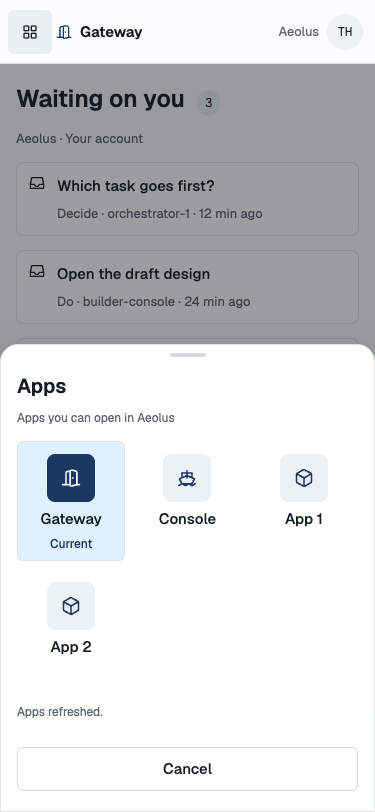 Gateway
Aeolus
TH
Waiting on you 3
Aeolus · Your account
Which task goes first?
Decide · orchestrator-1 · 12 min ago
Open the draft design
Do · builder-console · 24 min ago
Apps
Apps you can open in Aeolus
Gateway
Current
Console
App 1
App 2
Apps refreshed.
Cancel